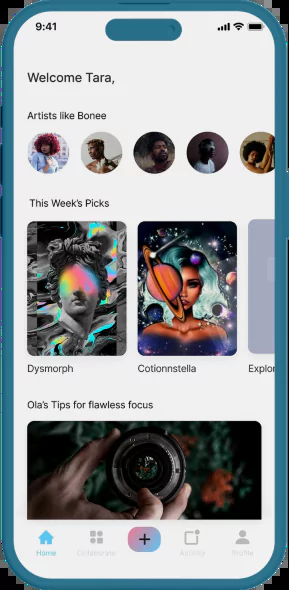 9:41
Welcome Tara,
Artists like Bonee
This Week's Picks
Dysmorph
Cotionnstella
Explor
Ola's Tips for flawless focus
Home
Collaborate
Activity
Profile